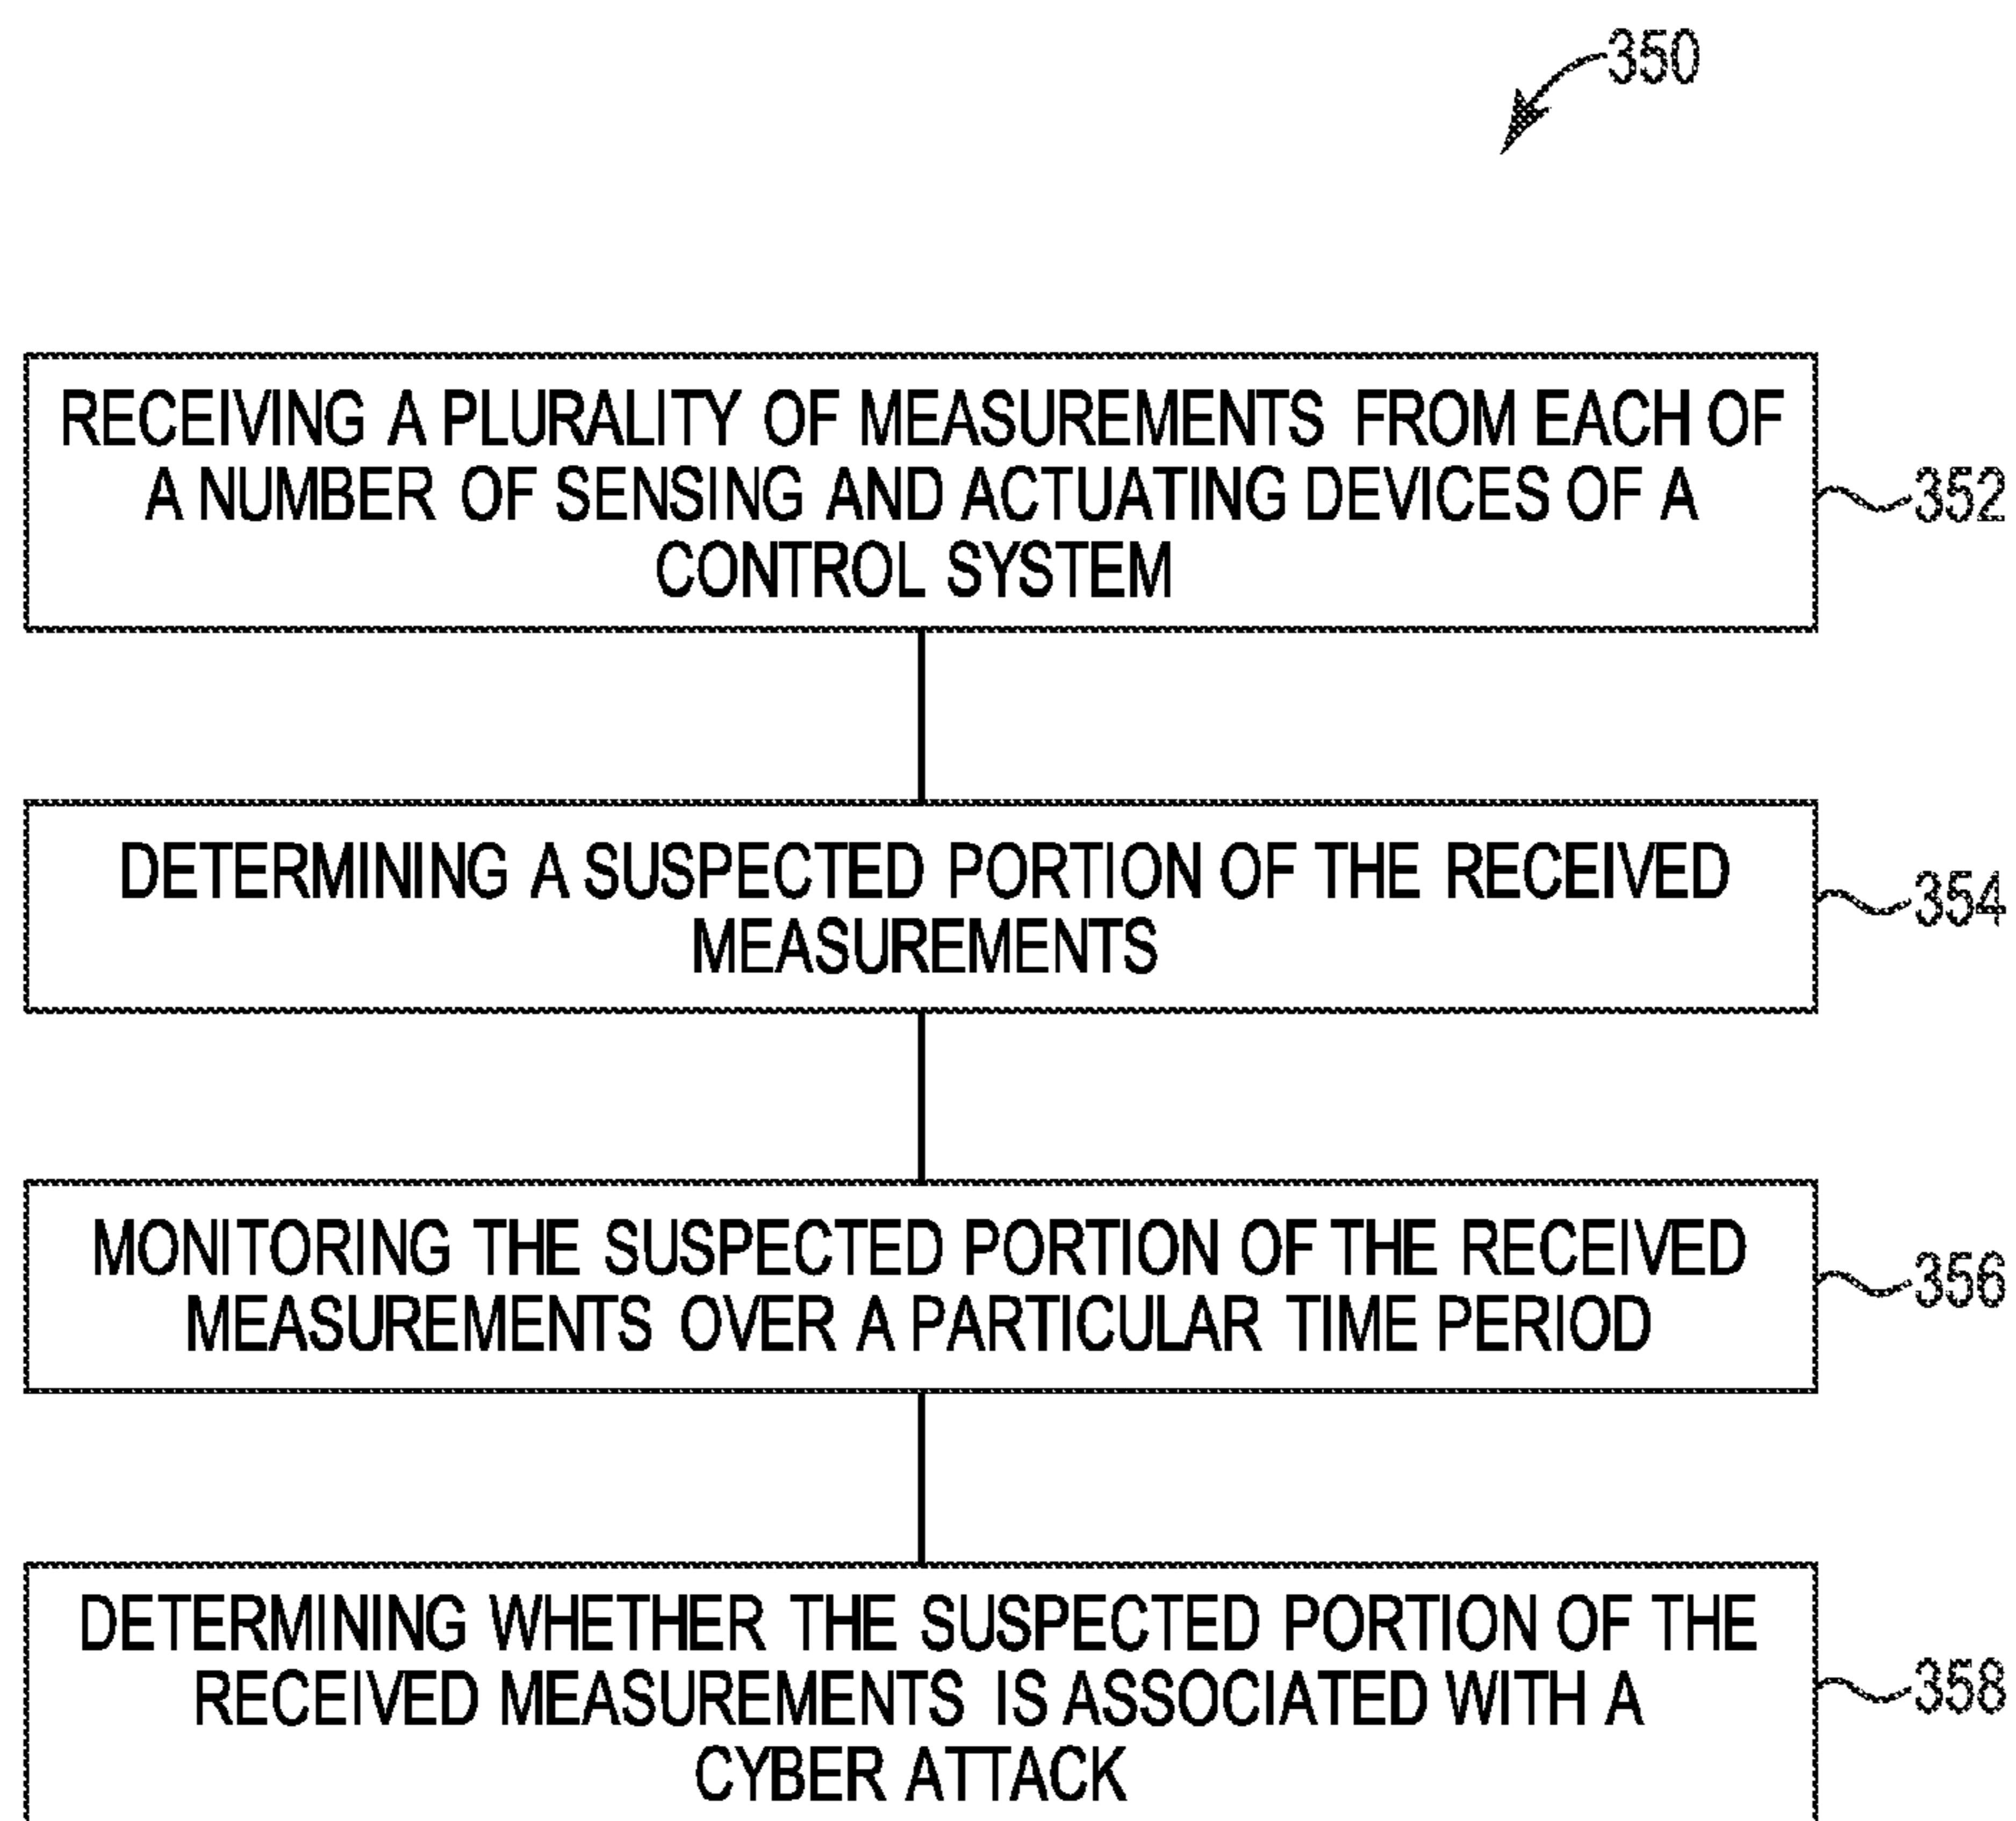 350
RECEIVING A PLURALITY OF MEASUREMENTS FROM EACH OF
A NUMBER OF SENSING AND ACTUATING DEVICES OF A
CONTROL SYSTEM
352
DETERMINING A SUSPECTED PORTION OF THE RECEIVED
MEASUREMENTS
354
MONITORING THE SUSPECTED PORTION OF THE RECEIVED
MEASUREMENTS OVER A PARTICULAR TIME PERIOD
356
DETERMINING WHETHER THE SUSPECTED PORTION OF THE
RECEIVED MEASUREMENTS IS ASSOCIATED WITH A
CYBER ATTACK
358